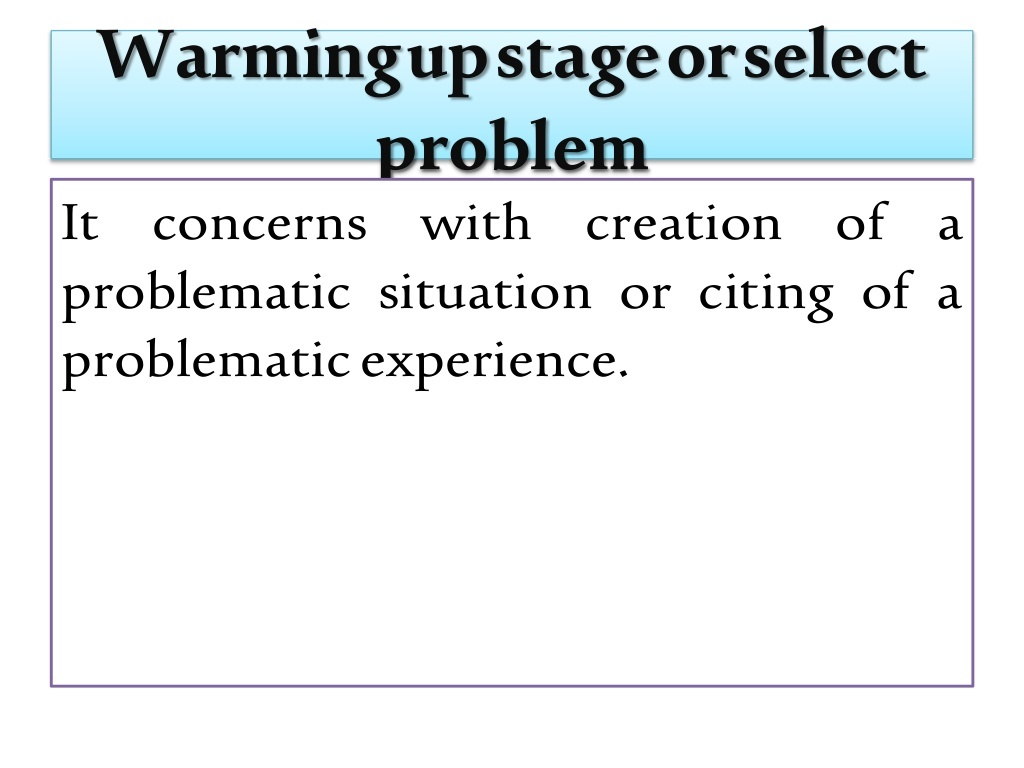 Warming up stage or select
problem
It concerns with creation of a
problematic situation or citing of a
problematic experience.